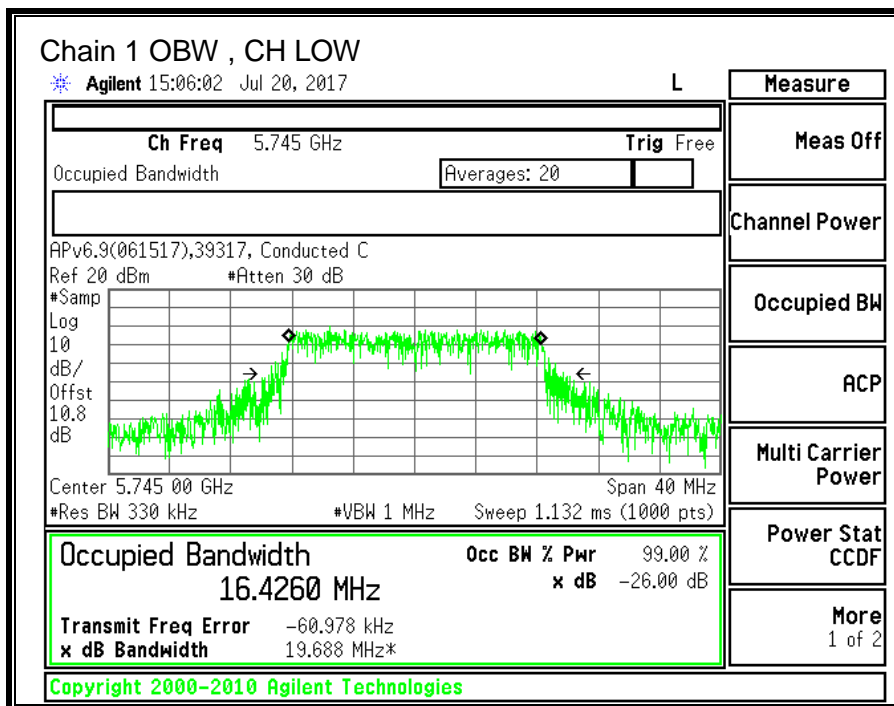 Chain 1 OBW , CH LOW
Agilent 15:06:02 Jul 20, 2017 L
Measure
Ch Freq 5.745 GHz Trig Free
Occupied Bandwidth Averages: 20
APv6.9(061517),39317, Conducted C
Ref 20 dBm #Atten 30 dB
#Samp
Log
10
dB/
Offst
10.8
dB
Center 5.745 00 GHz Span 40 MHz
#Res BW 330 kHz #VBW 1 MHz Sweep 1.132 ms (1000 pts)
Occupied Bandwidth Occ BW % Pwr 99.00 %
16.4260 MHz x dB -26.00 dB
Transmit Freq Error -60.978 kHz
x dB Bandwidth 19.688 MHz*
Copyright 2000-2010 Agilent Technologies
Meas Off
Channel Power
Occupied BW
ACP
Multi Carrier
Power
Power Stat
CCDF
More
1 of 2